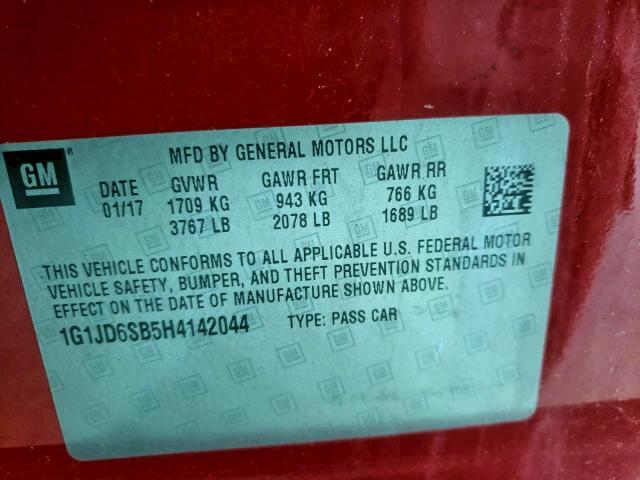 GM
MFD BY GENERAL MOTORS LLC
DATE GVWR GAWR FRT GAWR RR
01/17 1709 KG 943 KG 766 KG
3767 LB 2078 LB 1689 LB
THIS VEHICLE CONFORMS TO ALL APPLICABLE U.S. FEDERAL MOTOR
VEHICLE SAFETY, BUMPER, AND THEFT PREVENTION STANDARDS IN
EFFECT ON THE DATE OF MANUFACTURE SHOWN ABOVE.
1G1JD6SB5H4142044 TYPE: PASS CAR